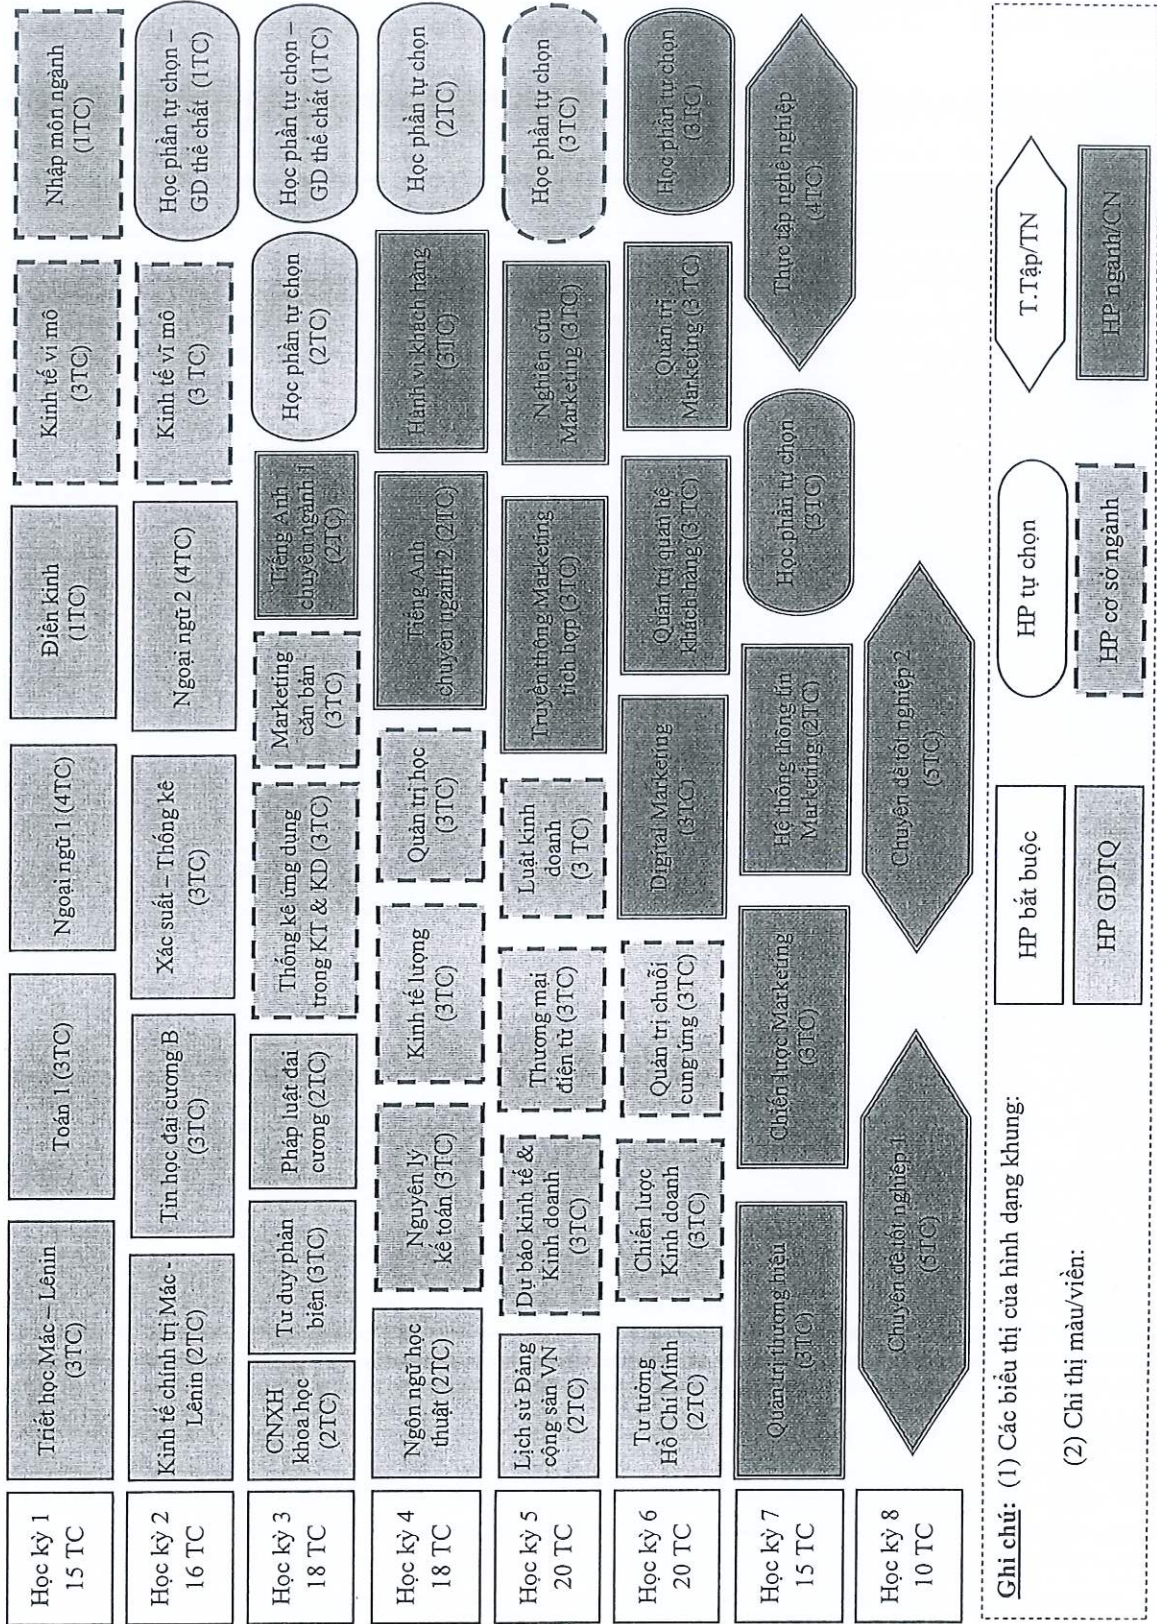 Học kỳ 1
15 TC
Triết học Mác – Lênin
(3TC)
Toán 1 (3TC)
Ngoại ngữ 1 (4TC)
Điền kinh
(1TC)
Kinh tế vi mô
(3TC)
Nhập môn ngành
(1TC)
Học kỳ 2
16 TC
Kinh tế chính trị Mác -
Lênin (2TC)
Tin học đại cương B
(3TC)
Xác suất – Thống kê
(3TC)
Ngoại ngữ 2 (4TC)
Kinh tế vĩ mô
(3 TC)
Học phần tự chọn –
GD thể chất (1TC)
Học kỳ 3
18 TC
CNXH
khoa học
(2TC)
Tư duy phản
biện (3TC)
Pháp luật đại
cương (2TC)
Thống kê ứng dung
trong KT & KD (3TC)
Marketing
căn bản
(3TC)
Tiếng Anh
chuyên ngành 1
(2TC)
Học phần tự chọn
(2TC)
Học phần tự chọn –
GD thể chất (1TC)
Học kỳ 4
18 TC
Ngôn ngữ học
thuật (2TC)
Nguyên lý
kế toán (3TC)
Kinh tế lượng
(3TC)
Quản trị học
(3TC)
Tiếng Anh
chuyên ngành 2 (2TC)
Hành vi khách hàng
(3TC)
Học phần tự chọn
(2TC)
Học kỳ 5
20 TC
Lịch sử Đảng
cộng sản VN
(2TC)
Dự báo kinh tế &
Kinh doanh
(3TC)
Thương mại
điện tử (3TC)
Luật kinh
doanh
(3 TC)
Truyền thông Marketing
tích hợp (3TC)
Nghiên cứu
Marketing (3TC)
Học phần tự chọn
(3TC)
Học kỳ 6
20 TC
Tư tưởng
Hồ Chí Minh
(2TC)
Chiến lược
Kinh doanh
(3TC)
Quản trị chuỗi
cung ứng (3TC)
Digital Marketing
(3TC)
Quản trị quan hệ
khách hàng (3 TC)
Quản trị
Marketing (3 TC)
Học phần tự chọn
(3TC)
Học kỳ 7
15 TC
Quản trị thương hiệu
(3TC)
Chiến lược Marketing
(3TC)
Hệ thống thông tin
Marketing (2TC)
Học phần tự chọn
(3TC)
Thực tập nghề nghiệp
(4TC)
Học kỳ 8
10 TC
Chuyên đề tốt nghiệp 1
(5TC)
Chuyên đề tốt nghiệp 2
(5TC)
Ghi chú: (1) Các biểu thị của hình dạng khung:
HP bắt buộc
HP tự chọn
T.Tập/TN
(2) Chỉ thị màu/viền:
HP GDTQ
HP cơ sở ngành
HP ngành/CN